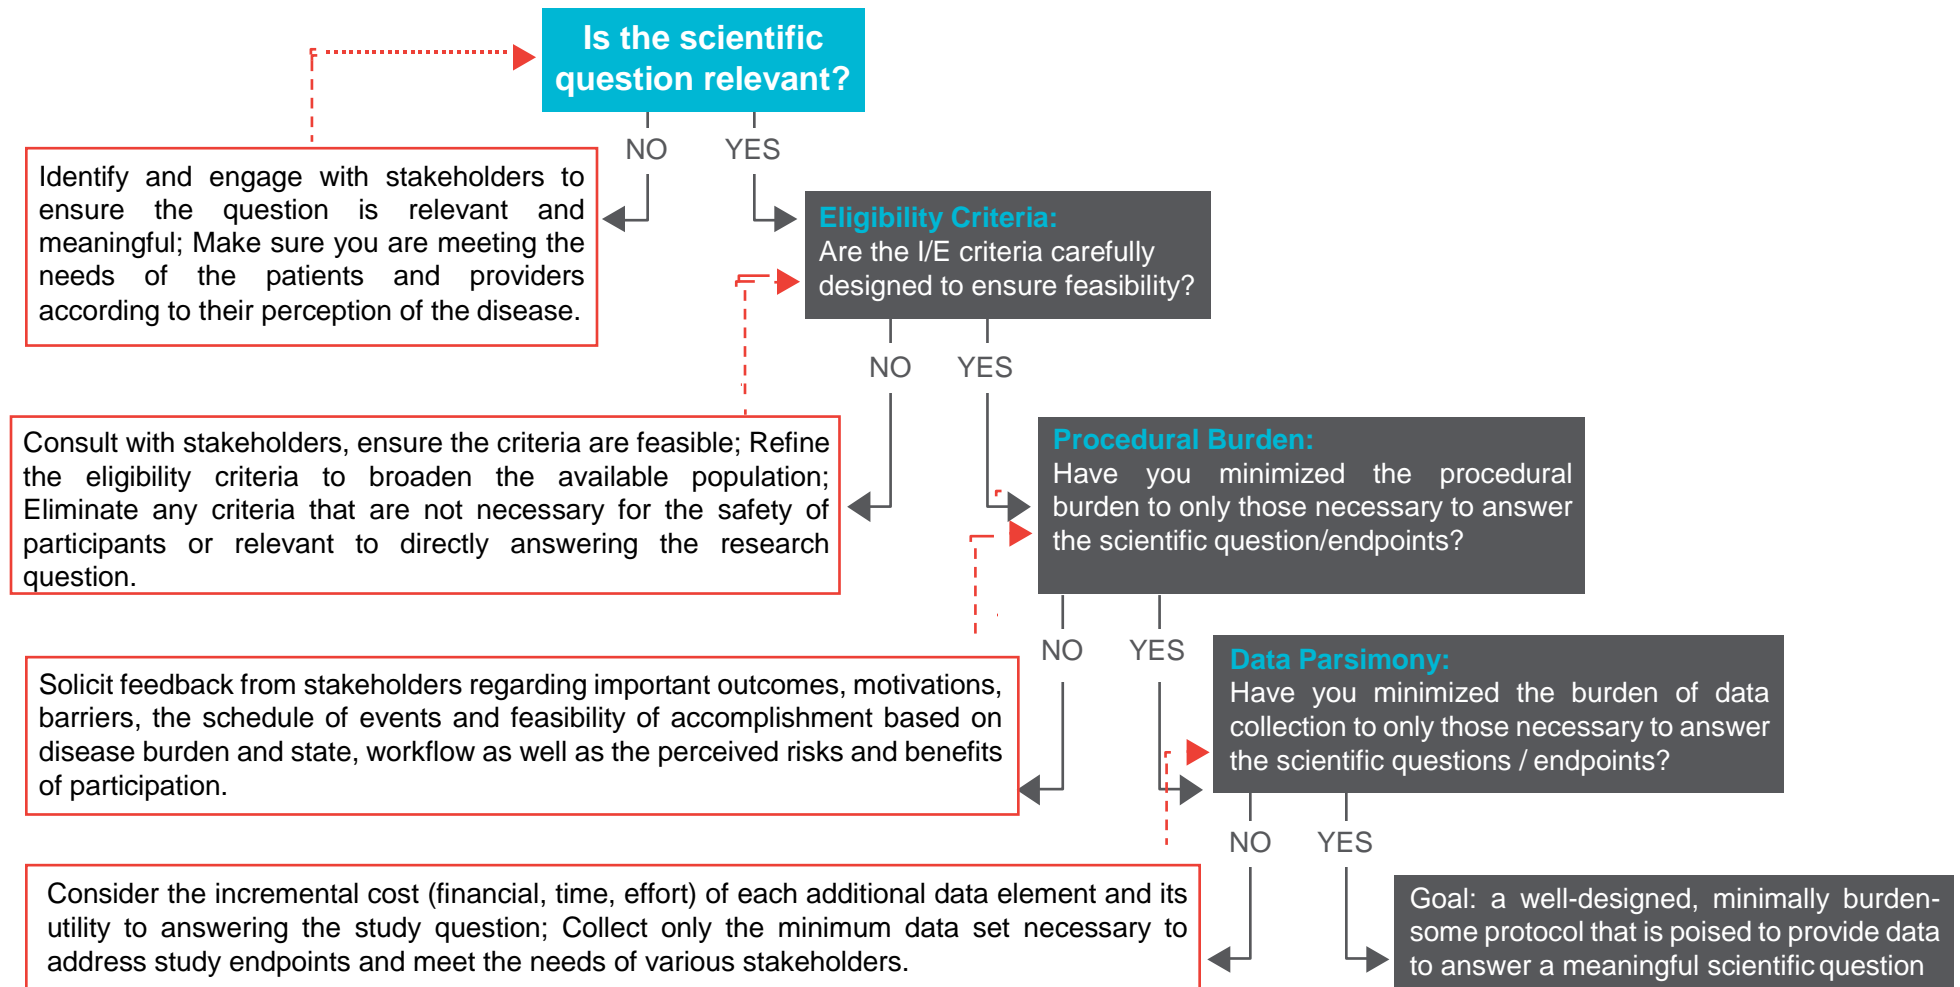 Is the scientific
question relevant?
NO
YES
Identify and engage with stakeholders to
ensure the question is relevant and
meaningful; Make sure you are meeting the
needs of the patients and providers
according to their perception of the disease.
Eligibility Criteria:
Are the I/E criteria carefully
designed to ensure feasibility?
NO
YES
Consult with stakeholders, ensure the criteria are feasible; Refine
the eligibility criteria to broaden the available population;
Eliminate any criteria that are not necessary for the safety of
participants or relevant to directly answering the research
question.
Procedural Burden:
Have you minimized the procedural
burden to only those necessary to answer
the scientific question/endpoints?
NO
YES
Solicit feedback from stakeholders regarding important outcomes, motivations,
barriers, the schedule of events and feasibility of accomplishment based on
disease burden and state, workflow as well as the perceived risks and benefits
of participation.
Data Parsimony:
Have you minimized the burden of data
collection to only those necessary to answer
the scientific questions / endpoints?
NO
YES
Consider the incremental cost (financial, time, effort) of each additional data element and its
utility to answering the study question; Collect only the minimum data set necessary to
address study endpoints and meet the needs of various stakeholders.
Goal: a well-designed, minimally burden-
some protocol that is poised to provide data
to answer a meaningful scientific question